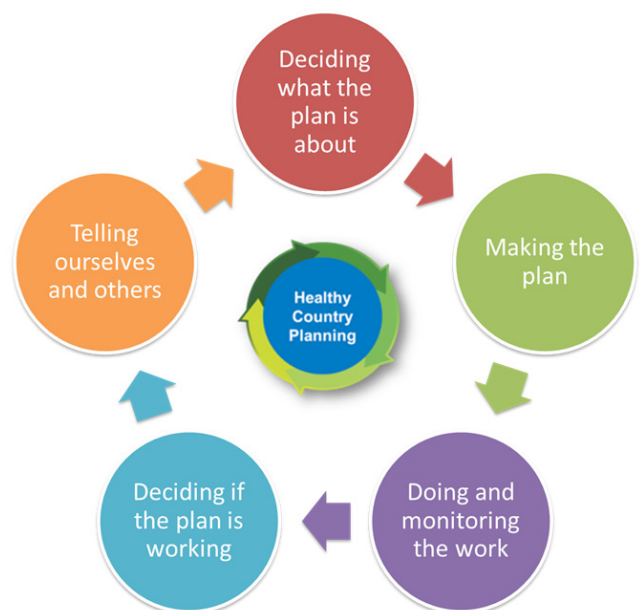 Deciding
what the
plan is
about
Making the
plan
Doing and
monitoring
the work
Deciding if
the plan is
working
Telling
ourselves
and others
Healthy
Country
Planning